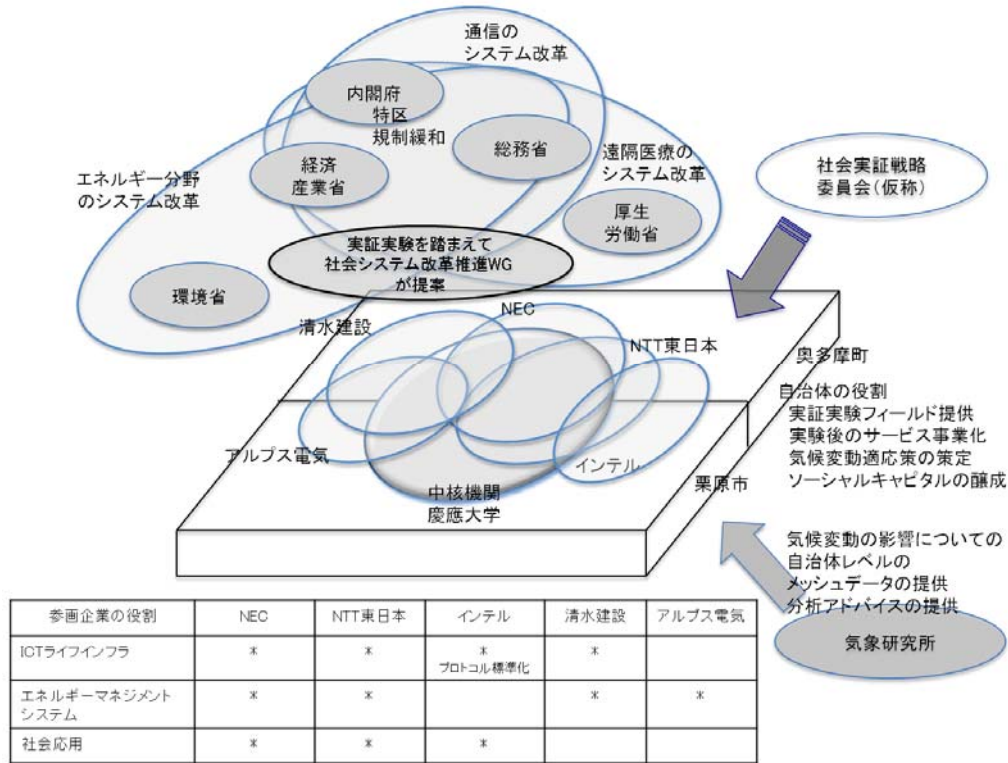 通信の
システム改革
内閣府
特区
規制緩和
総務省
経済
産業省
遠隔医療の
システム改革
エネルギー分野
のシステム改革
厚生
労働省
社会実証戦略
委員会（仮称）
実証実験を踏まえて
社会システム改革推進WG
が提案
環境省
清水建設
NEC
NTT東日本
奥多摩町
自治体の役割
実証実験フィールド提供
実験後のサービス事業化
気候変動適応策の策定
ソーシャルキャピタルの醸成
アルプス電気
インテル
栗原市
中核機関
慶應大学
気候変動の影響についての
自治体レベルの
メッシュデータの提供
分析アドバイスの提供
気象研究所
参画企業の役割 NEC NTT東日本 インテル 清水建設 アルプス電気
ICTライフインフラ * * * *
プロトコル標準化
エネルギーマネジメント * * * *
システム
社会応用 * * *